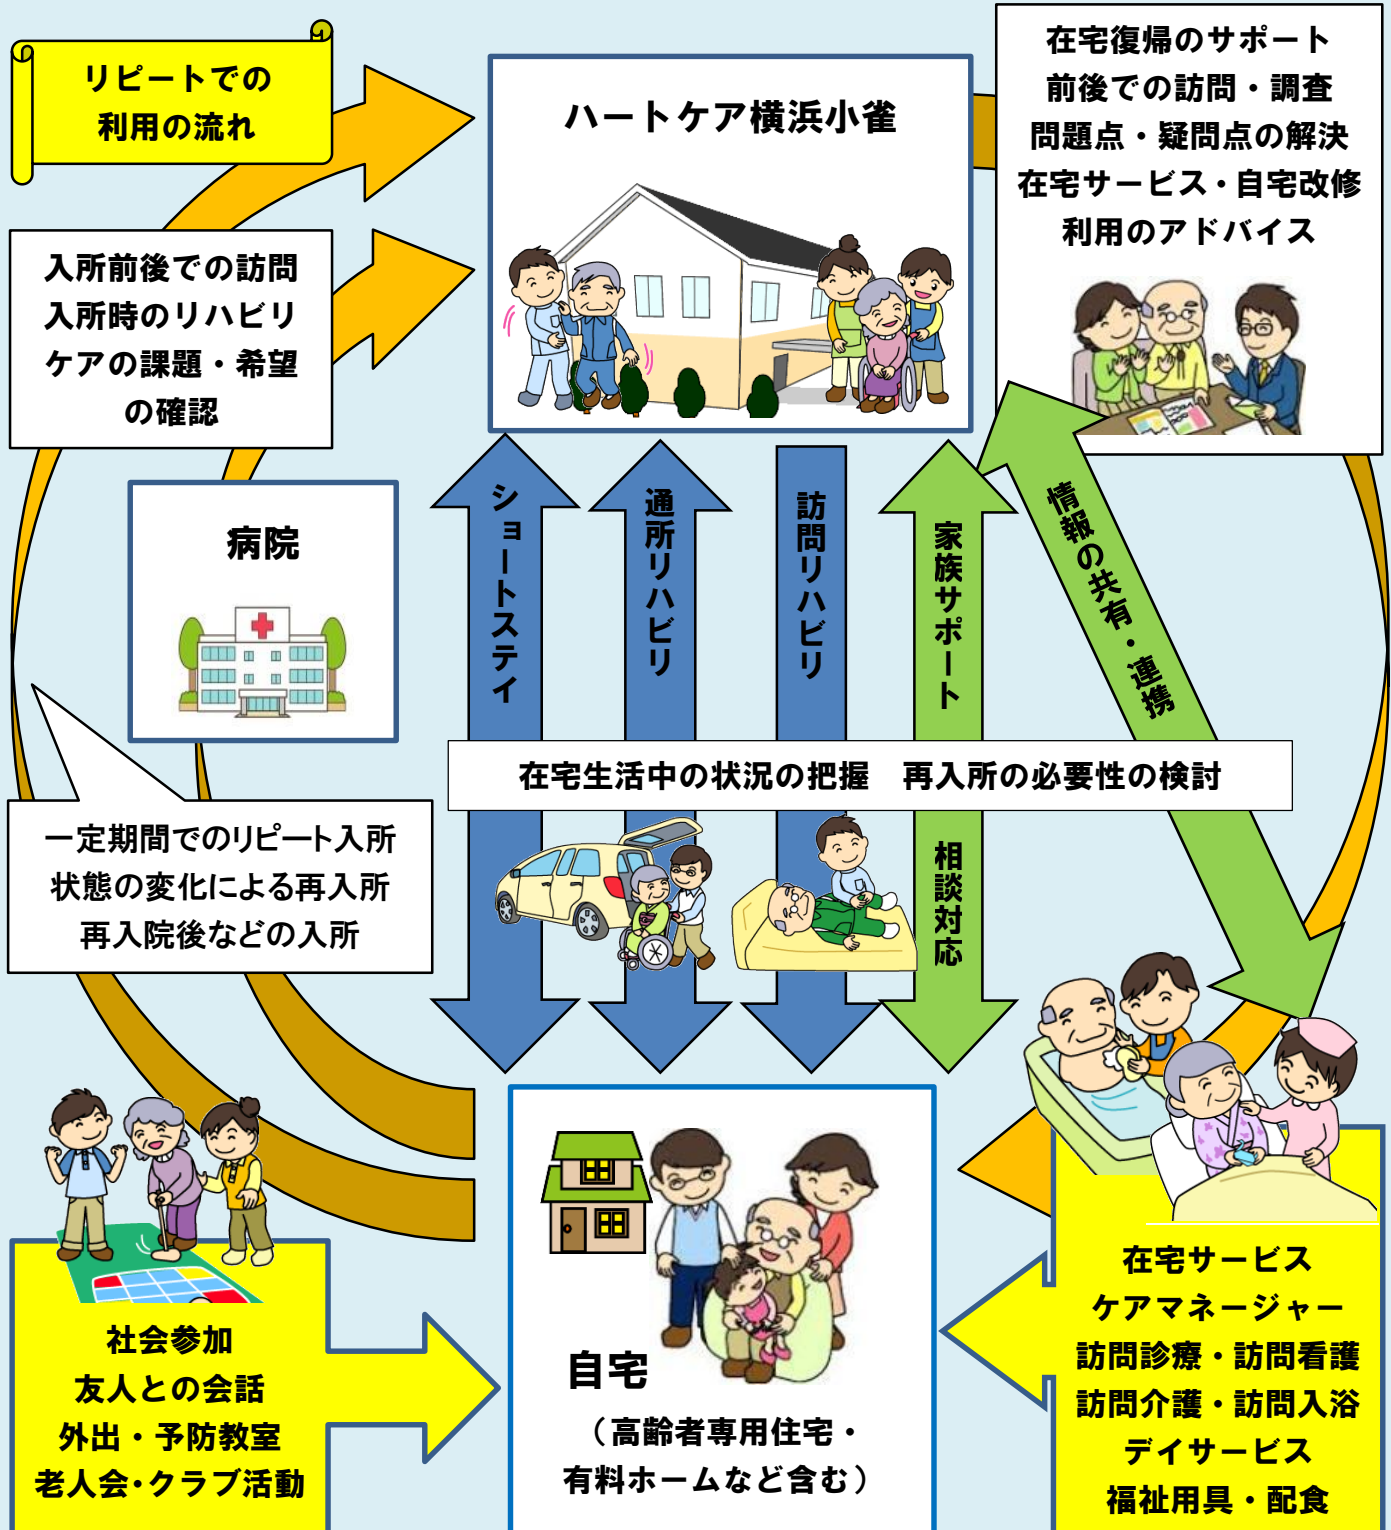 リピートでの
利用の流れ
ハートケア横浜小雀
在宅復帰のサポート
前後での訪問・調査
問題点・疑問点の解決
在宅サービス・自宅改修
利用のアドバイス
入所前後での訪問
入所時のリハビリ
ケアの課題・希望
の確認
病院
ショートステイ
通所リハビリ
訪問リハビリ
家族サポート
情報の共有・連携
在宅生活中の状況の把握　再入所の必要性の検討
相談対応
一定期間でのリピート入所
状態の変化による再入所
再入院後などの入所
社会参加
友人との会話
外出・予防教室
老人会・クラブ活動
自宅
（高齢者専用住宅・
有料ホームなど含む）
在宅サービス
ケアマネージャー
訪問診療・訪問看護
訪問介護・訪問入浴
デイサービス
福祉用具・配食